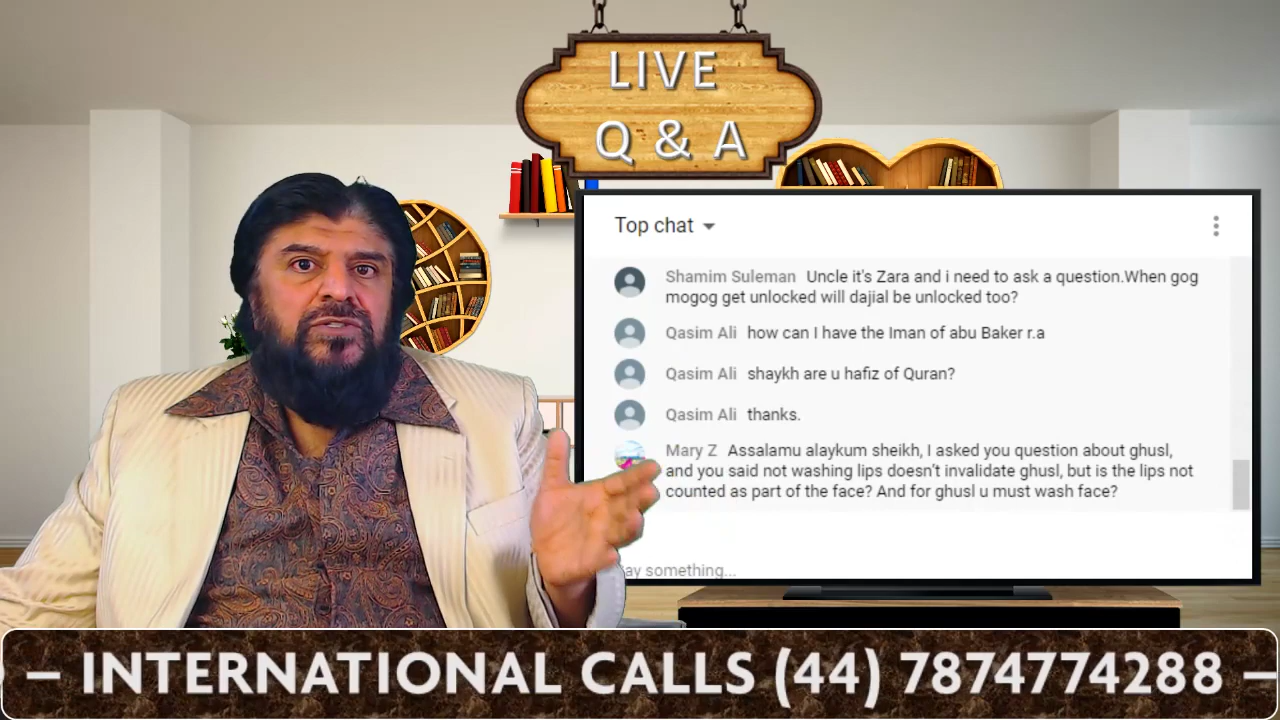 LIVE
Q & A
Top chat
Shamim Suleman Uncle it's Zara and i need to ask a question.When gog
mogog get unlocked will dajial be unlocked too?
Qasim Ali how can I have the Iman of abu Baker r.a
Qasim Ali shaykh are u hafiz of Quran?
Qasim Ali thanks.
Mary Z Assalamu alaykum sheikh, I asked you question about ghusl,
and you said not washing lips doesn't invalidate ghusl, but is the lips not
counted as part of the face? And for ghusl u must wash face?
ay something...
– INTERNATIONAL CALLS (44) 7874774288 –